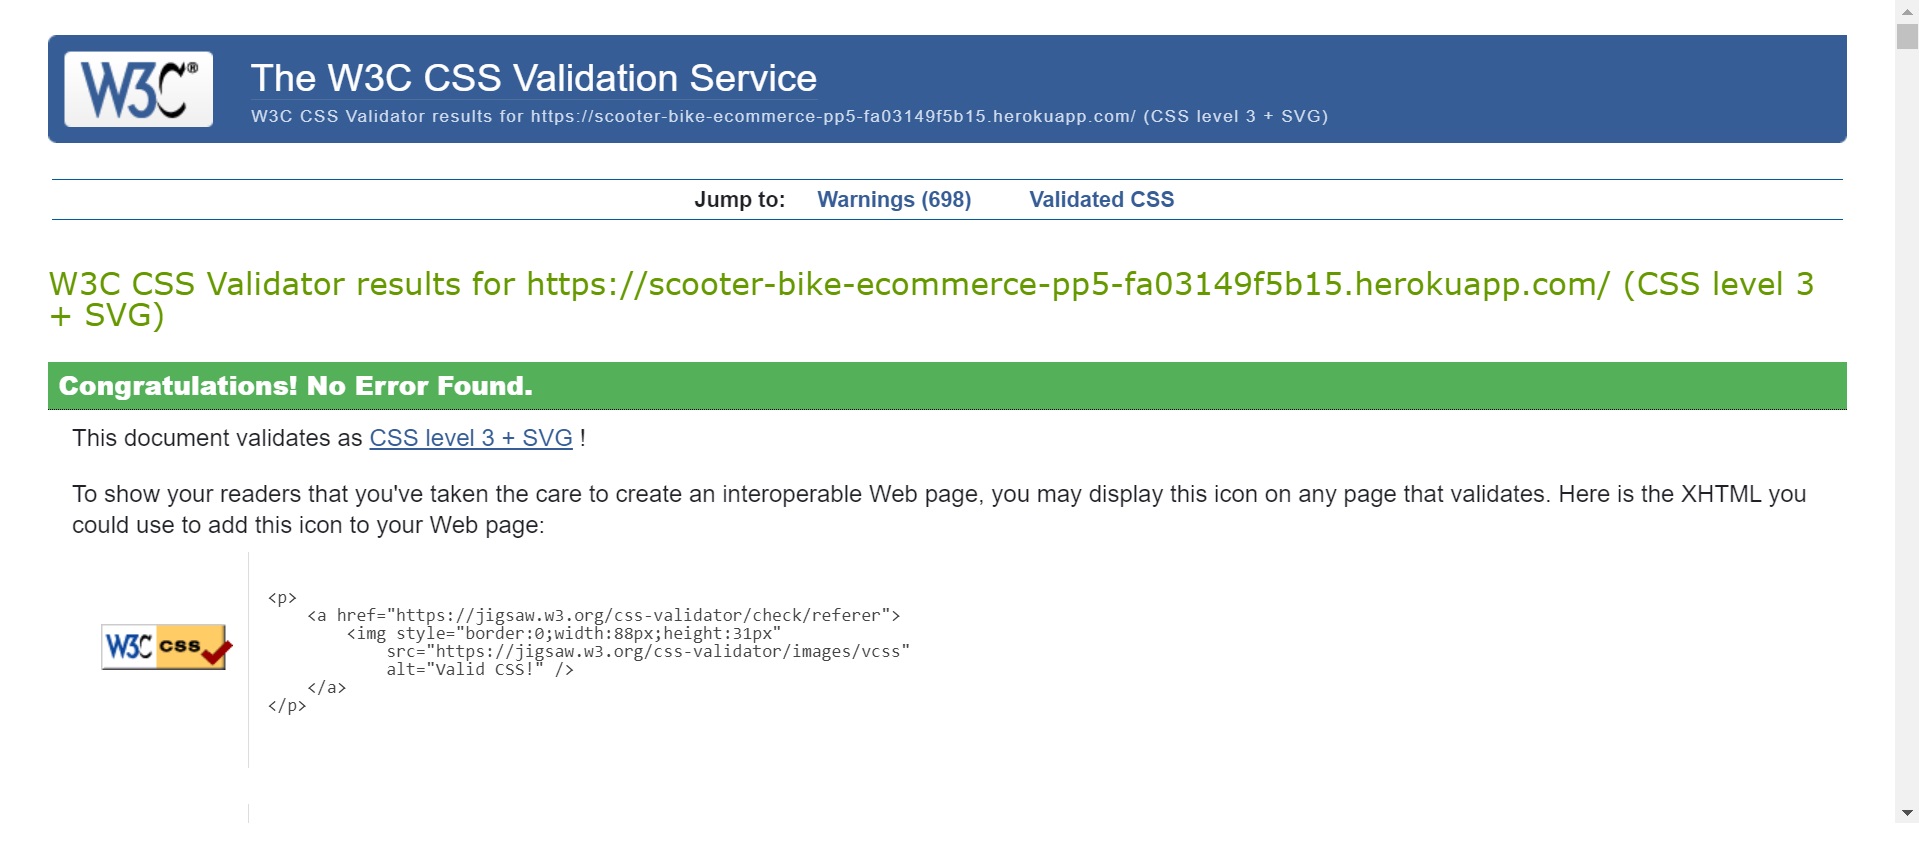 W3C®
The W3C CSS Validation Service
W3C CSS Validator results for https://scooter-bike-ecommerce-pp5-fa03149f5b15.herokuapp.com/ (CSS level 3 + SVG)
Jump to: Warnings (698) Validated CSS
W3C CSS Validator results for https://scooter-bike-ecommerce-pp5-fa03149f5b15.herokuapp.com/ (CSS level 3
+ SVG)
Congratulations! No Error Found.
This document validates as CSS level 3 + SVG !
To show your readers that you've taken the care to create an interoperable Web page, you may display this icon on any page that validates. Here is the XHTML you
could use to add this icon to your Web page:
W3C css
<p>
    <a href="https://jigsaw.w3.org/css-validator/check/referer">
        <img style="border:0;width:88px;height:31px"
            src="https://jigsaw.w3.org/css-validator/images/vcss"
            alt="Valid CSS!" />
    </a>
</p>